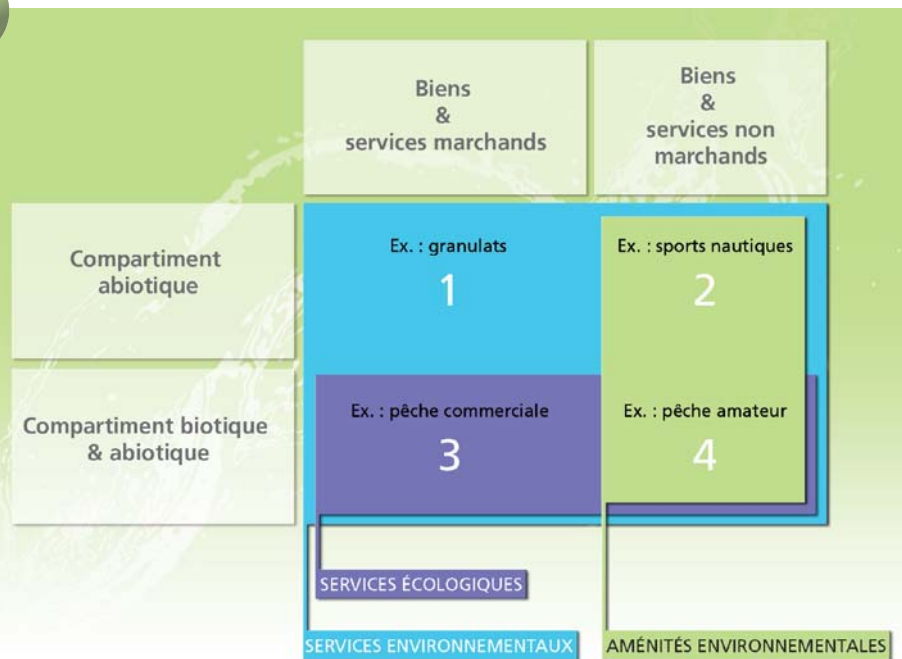 Biens
&
services marchands
Biens
&
services non
marchands
Compartiment
abiotique
Ex. : granulats
1
Ex. : sports nautiques
2
Compartiment biotique
& abiotique
Ex. : pêche commerciale
3
Ex. : pêche amateur
4
SERVICES ÉCOLOGIQUES
SERVICES ENVIRONNEMENTAUX
AMÉNITÉS ENVIRONNEMENTALES